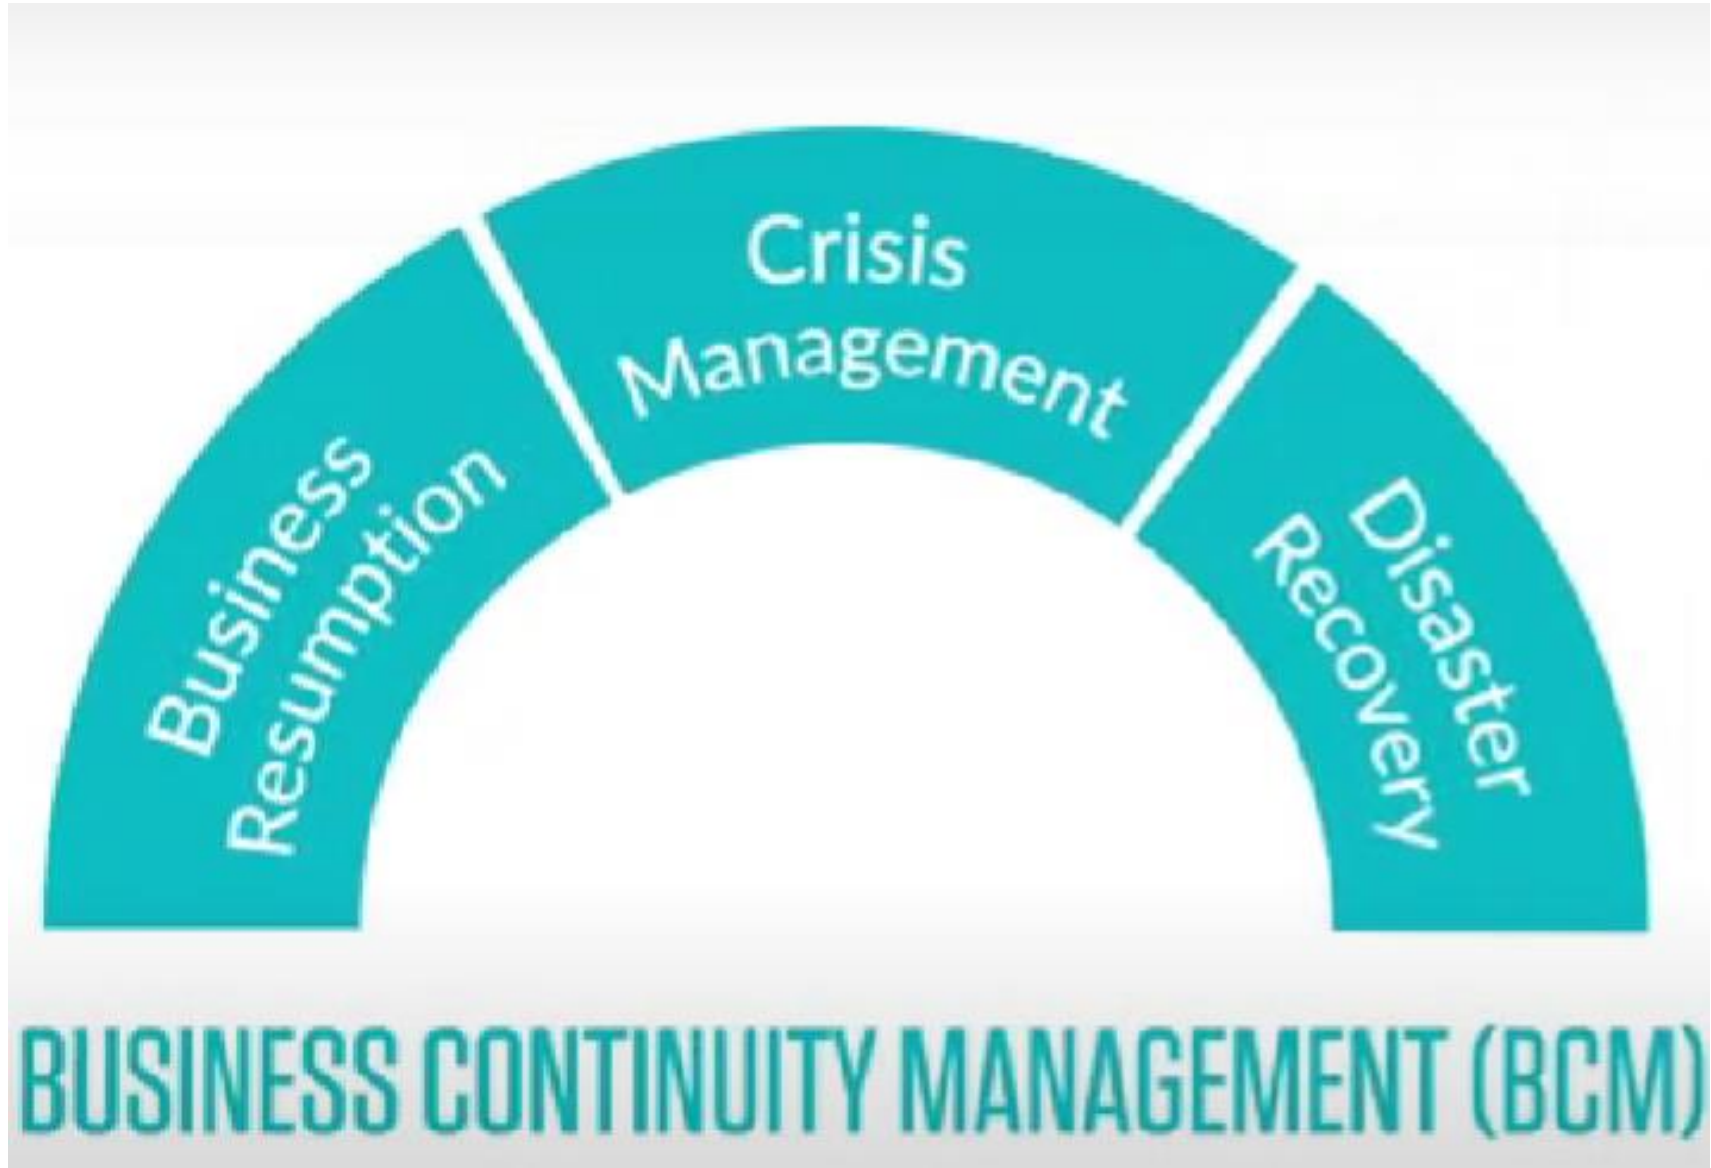 Business
Resumption
Crisis
Management
Disaster
Recovery
BUSINESS CONTINUITY MANAGEMENT (BCM)